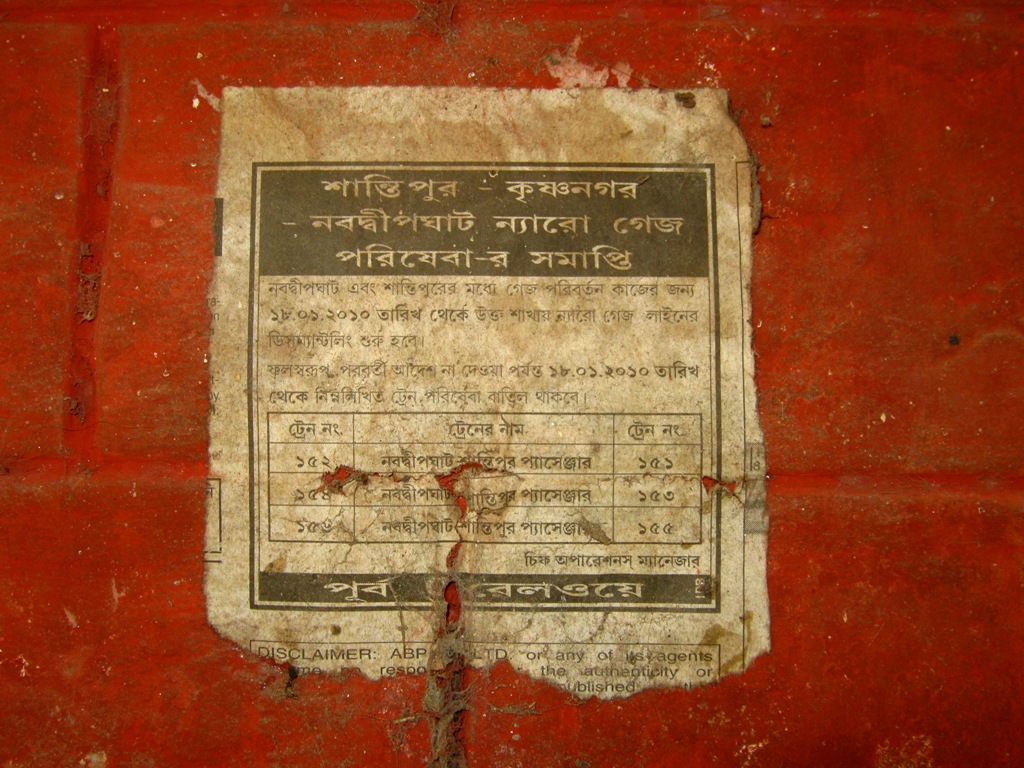 শান্তিপুর - কৃষ্ণনগর
- নবদ্বীপঘাট ন্যারো গেজ
পরিষেবা-র সমাপ্তি
নবদ্বীপঘাট এবং শান্তিপুরের মধ্যে গেজ পরিবর্তন কাজের জন্য
১৮.০১.২০১০ তারিখ থেকে উক্ত শাখায় ন্যারো গেজ লাইনের
ডিসম্যান্টলিং শুরু হবে।
ফলস্বরূপ, পরবর্তী আদেশ না দেওয়া পর্যন্ত ১৮.০১.২০১০ তারিখ
থেকে নিম্নলিখিত ট্রেন পরিষেবা বাতিল থাকবে।
ট্রেন নং. ট্রেনের নাম ট্রেন নং.
১৫২ নবদ্বীপঘাট শান্তিপুর প্যাসেঞ্জার ১৫১
১৫৪ নবদ্বীপঘাট শান্তিপুর প্যাসেঞ্জার ১৫৩
১৫৬ নবদ্বীপঘাট শান্তিপুর প্যাসেঞ্জার ১৫৫
চিফ অপারেশনস্ ম্যানেজার
পূর্ব রেলওয়ে
DISCLAIMER: ABP LTD. or any of its agents
the authenticity or